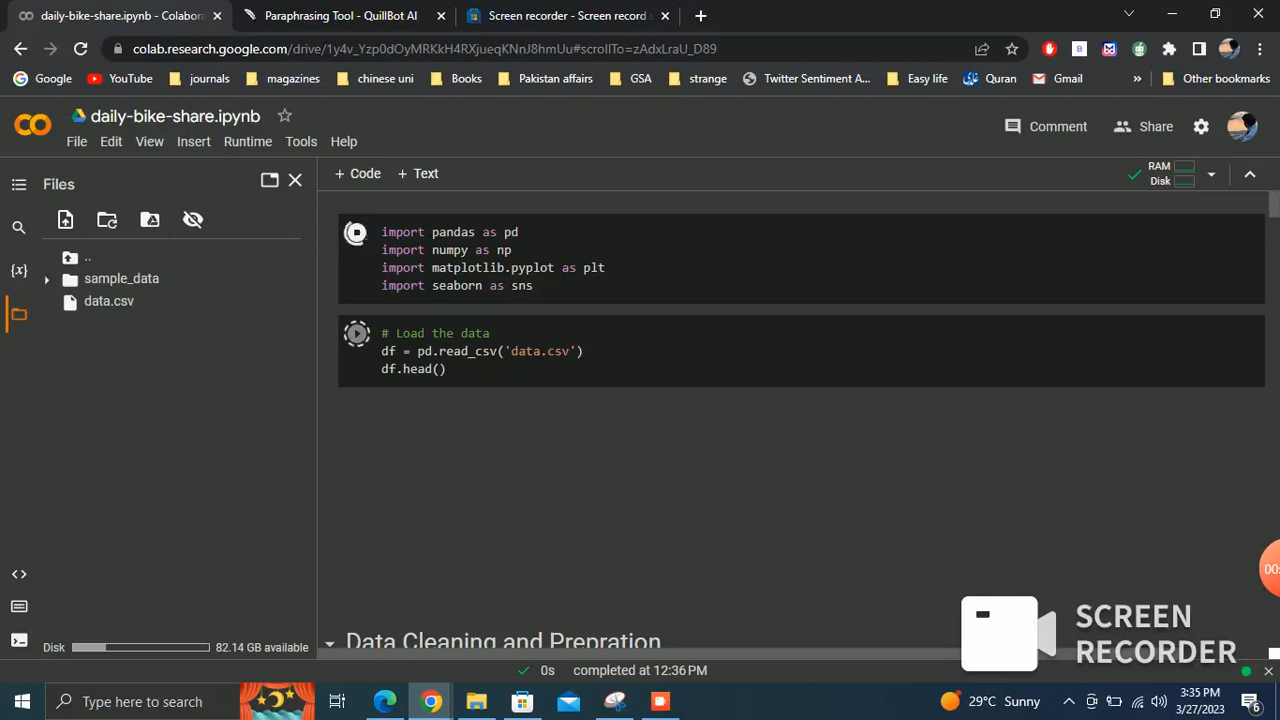 daily-bike-share.ipynb - Colabora
Paraphrasing Tool - QuillBot AI
Screen recorder - Screen record s
colab.research.google.com/drive/1y4v_Yzp0dOyMRKkH4RXjueqKNnJ8hmUu#scrollTo=zAdxLraU_D89
Google
YouTube
journals
magazines
chinese uni
Books
Pakistan affairs
GSA
strange
Twitter Sentiment A...
Easy life
Quran
Gmail
»
Other bookmarks
daily-bike-share.ipynb
File Edit View Insert Runtime Tools Help
Comment
Share
Files
+ Code + Text
RAM
Disk
..
sample_data
data.csv
import pandas as pd
import numpy as np
import matplotlib.pyplot as plt
import seaborn as sns
# Load the data
df = pd.read_csv('data.csv')
df.head()
Data Cleaning and Prepration
Disk
82.14 GB available
0s completed at 12:36 PM
SCREEN
RECORDER
Type here to search
29°C Sunny
3:35 PM
3/27/2023
6